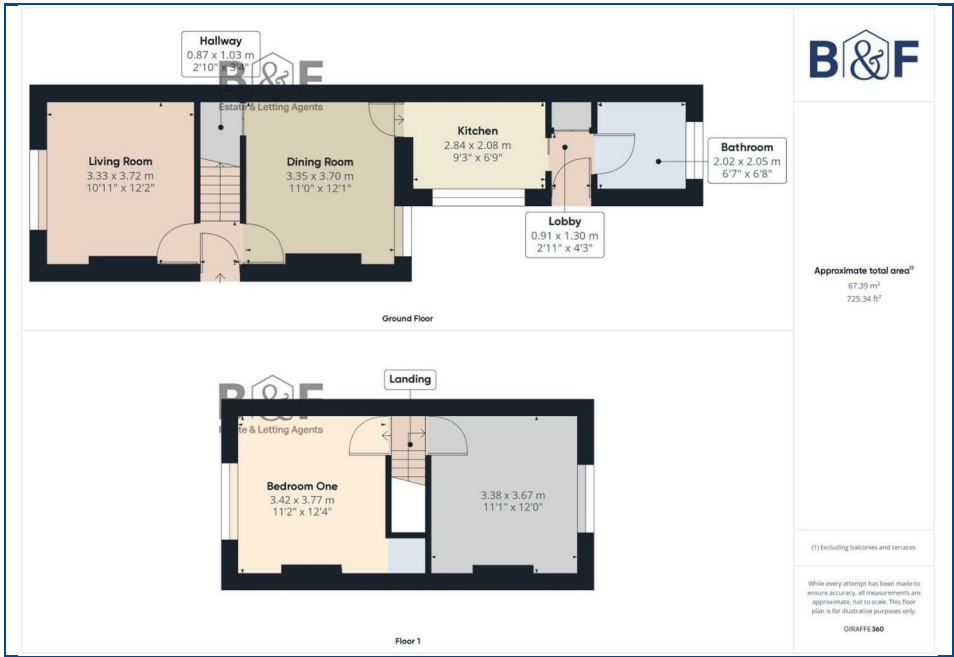 Hallway
0.87 x 1.03 m
2'10" x 3'4"
B&F
Estate & Letting Agents
Living Room
3.33 x 3.72 m
10'11" x 12'2"
Dining Room
3.35 x 3.70 m
11'0" x 12'1"
Kitchen
2.84 x 2.08 m
9'3" x 6'9"
Bathroom
2.02 x 2.05 m
6'7" x 6'8"
Lobby
0.91 x 1.30 m
2'11" x 4'3"
Ground Floor
Landing
B&F
Estate & Letting Agents
Bedroom One
3.42 x 3.77 m
11'2" x 12'4"
3.38 x 3.67 m
11'1" x 12'0"
Floor 1
B&F
Approximate total area(1)
67.39 m²
725.34 ft²
(1) Excluding balconies and terraces
While every attempt has been made to
ensure accuracy, all measurements are
approximate, not to scale. This floor
plan is for illustrative purposes only.
GIRAFFE360